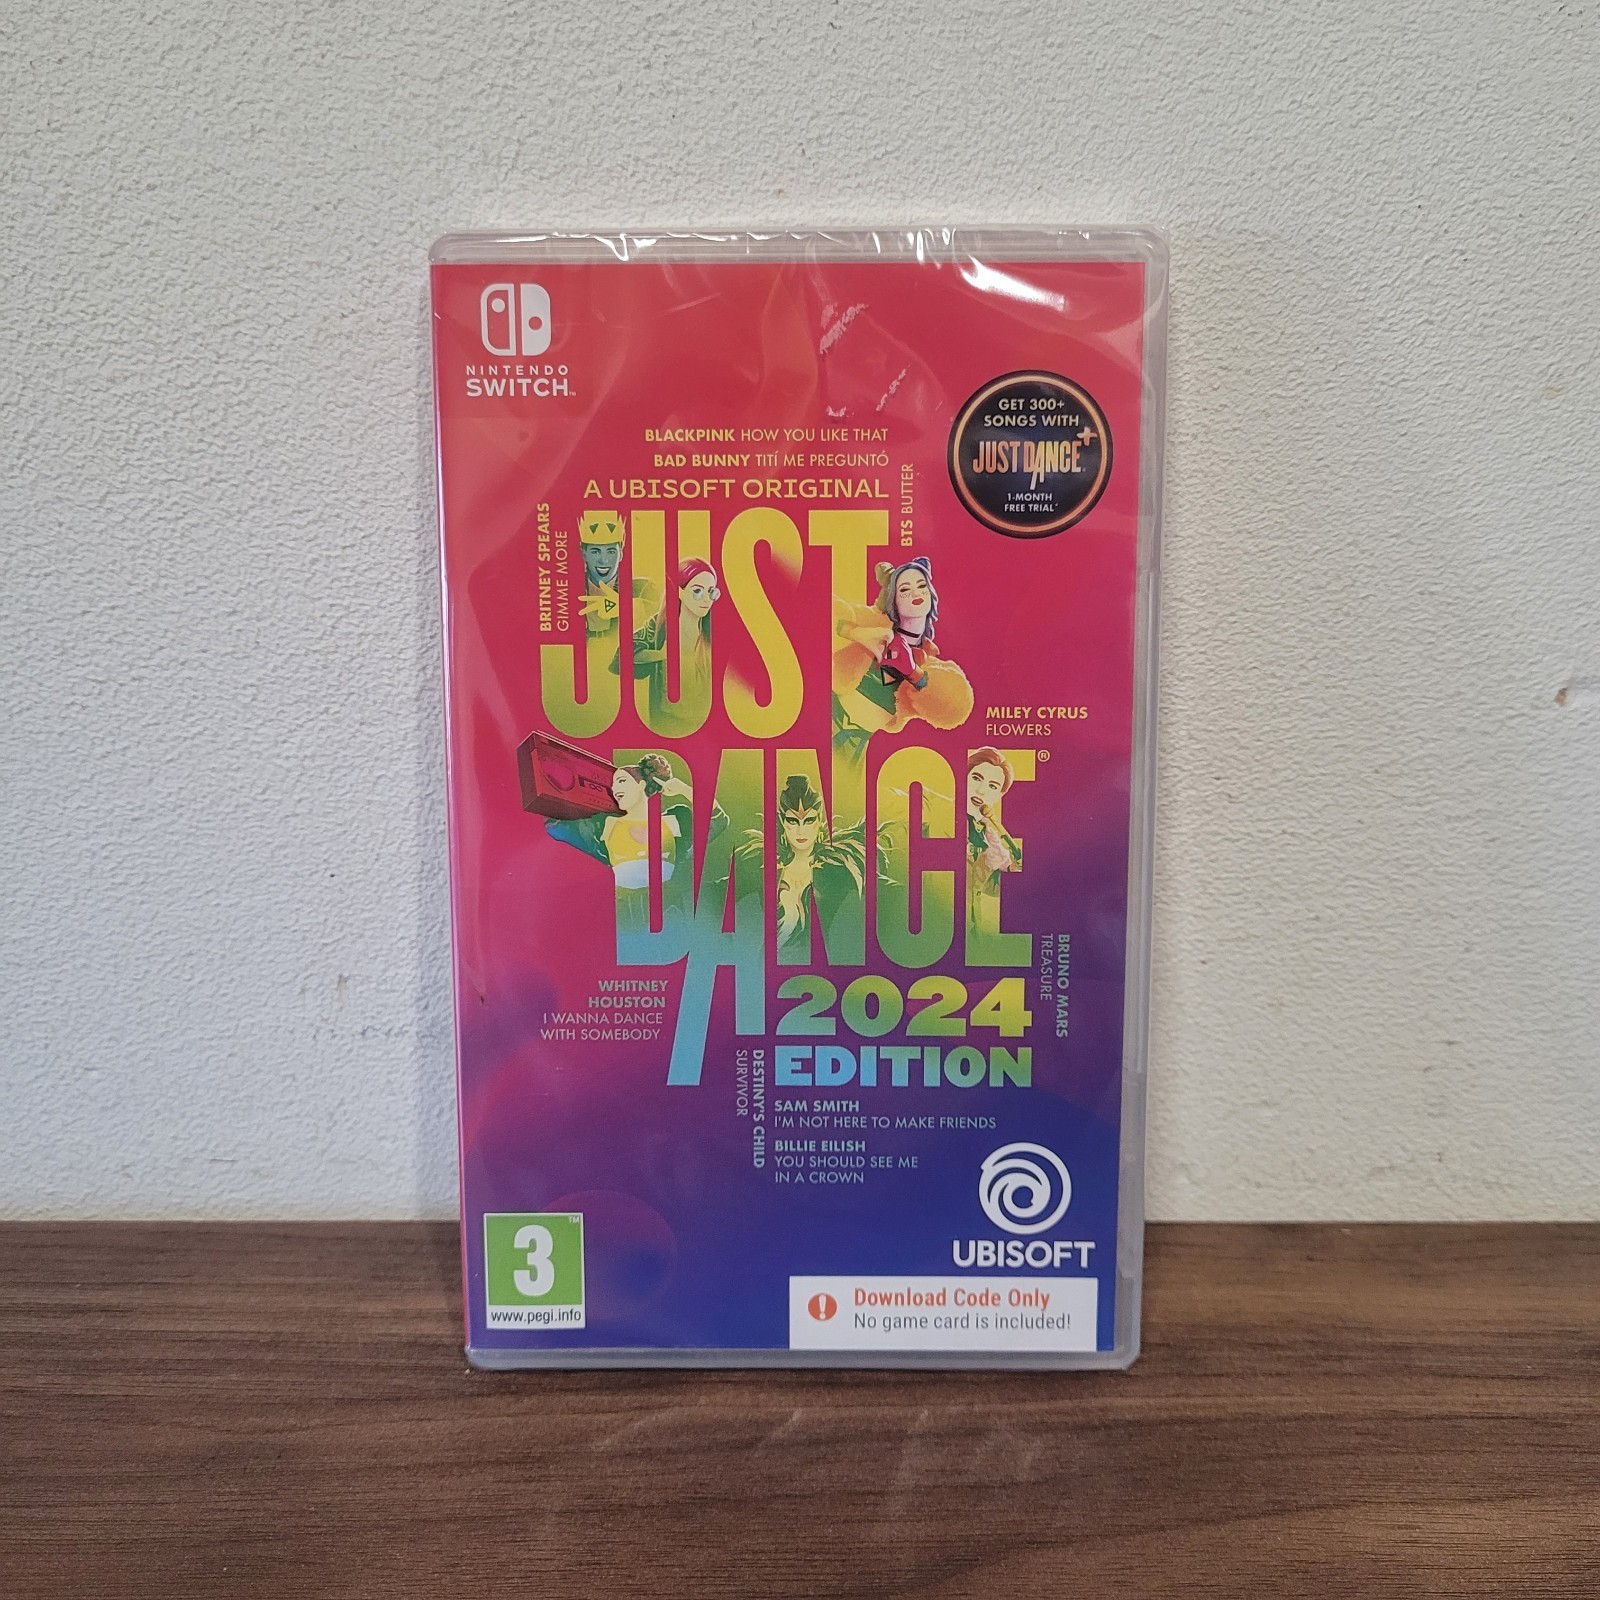 NINTENDO
SWITCH™
GET 300+
SONGS WITH
JUST DANCE+
1-MONTH
FREE TRIAL*
BLACKPINK HOW YOU LIKE THAT
BAD BUNNY TITÍ ME PREGUNTÓ
A UBISOFT ORIGINAL
BTS BUTTER
BRITNEY SPEARS
GIMME MORE
JUST
DANCE®
2024
EDITION
MILEY CYRUS
FLOWERS
BRUNO MARS
TREASURE
WHITNEY
HOUSTON
I WANNA DANCE
WITH SOMEBODY
DESTINY'S CHILD
SURVIVOR
SAM SMITH
I'M NOT HERE TO MAKE FRIENDS
BILLIE EILISH
YOU SHOULD SEE ME
IN A CROWN
UBISOFT
3™
www.pegi.info
! Download Code Only
No game card is included!